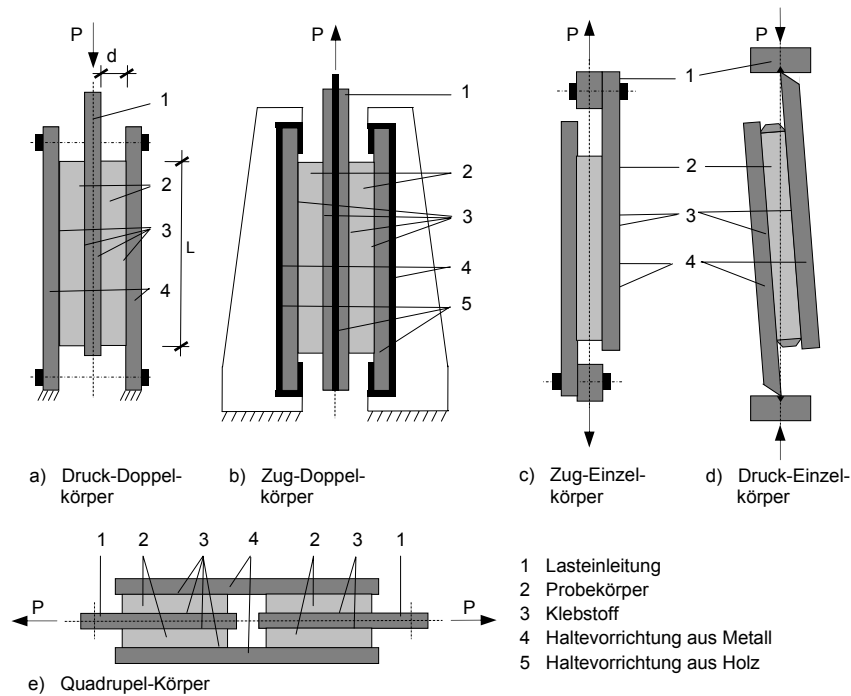 P
d
1
2
3
4
L
P
1
2
3
4
5
P
1
2
3
4
P
a) Druck-Doppel-
körper
b) Zug-Doppel-
körper
c) Zug-Einzel-
körper
d) Druck-Einzel-
körper
1 2 3 4 2 3 1
P
P
e) Quadrupel-Körper
1 Lasteinleitung
2 Probekörper
3 Klebstoff
4 Haltevorrichtung aus Metall
5 Haltevorrichtung aus Holz